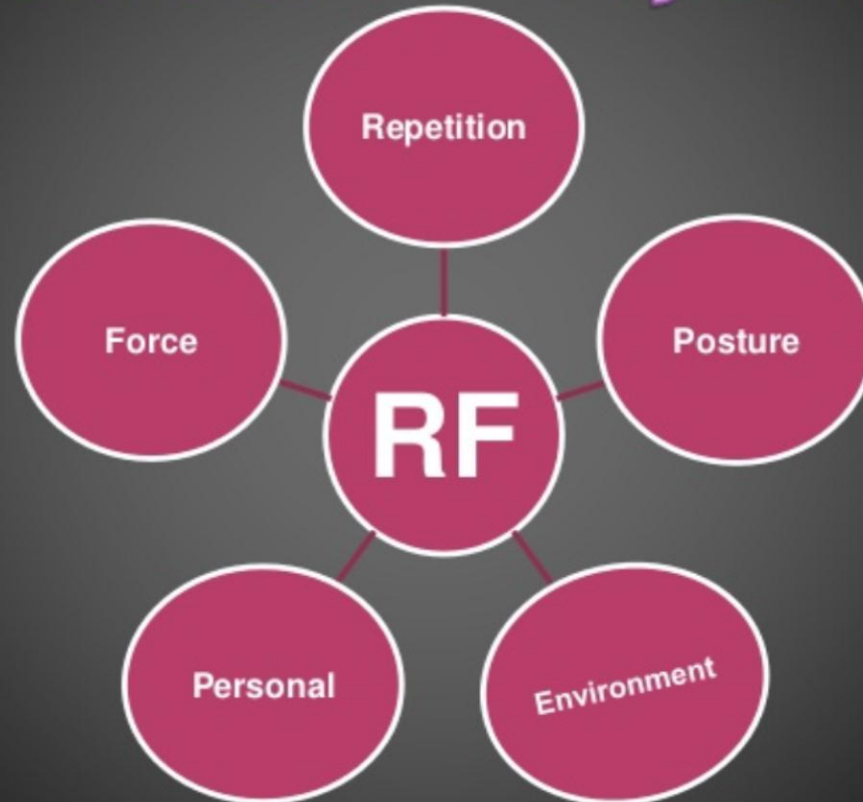 Repetition
Force
Posture
RF
Personal
Environment